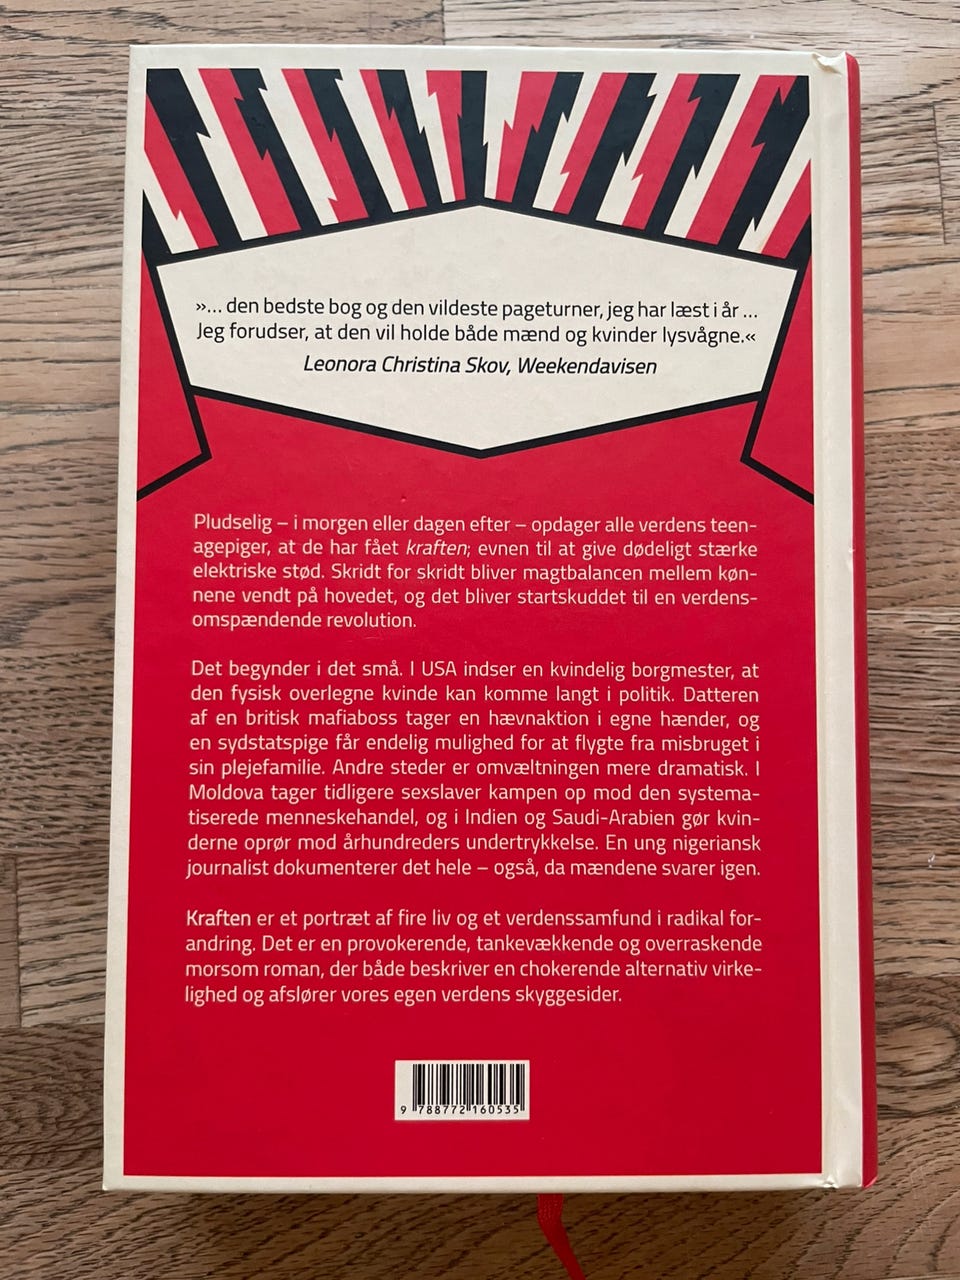 »... den bedste bog og den vildeste pageturner, jeg har læst i år ...
Jeg forudser, at den vil holde både mænd og kvinder lysvågne.«
Leonora Christina Skov, Weekendavisen
Pludselig – i morgen eller dagen efter – opdager alle verdens teen-
agepiger, at de har fået kraften; evnen til at give dødeligt stærke
elektriske stød. Skridt for skridt bliver magtbalancen mellem køn-
nene vendt på hovedet, og det bliver startskuddet til en verdens-
omspændende revolution.
Det begynder i det små. I USA indser en kvindelig borgmester, at
den fysisk overlegne kvinde kan komme langt i politik. Datteren
af en britisk mafiaboss tager en hævnaktion i egne hænder, og
en sydstatspige får endelig mulighed for at flygte fra misbruget i
sin plejefamilie. Andre steder er omvæltningen mere dramatisk. I
Moldova tager tidligere sexslaver kampen op mod den systema-
tiserede menneskehandel, og i Indien og Saudi-Arabien gør kvin-
derne oprør mod århundreders undertrykkelse. En ung nigeriansk
journalist dokumenterer det hele – også, da mændene svarer igen.
Kraften er et portræt af fire liv og et verdenssamfund i radikal for-
andring. Det er en provokerende, tankevækkende og overraskende
morsom roman, der både beskriver en chokerende alternativ virke-
lighed og afslører vores egen verdens skyggesider.
9 788772 160535